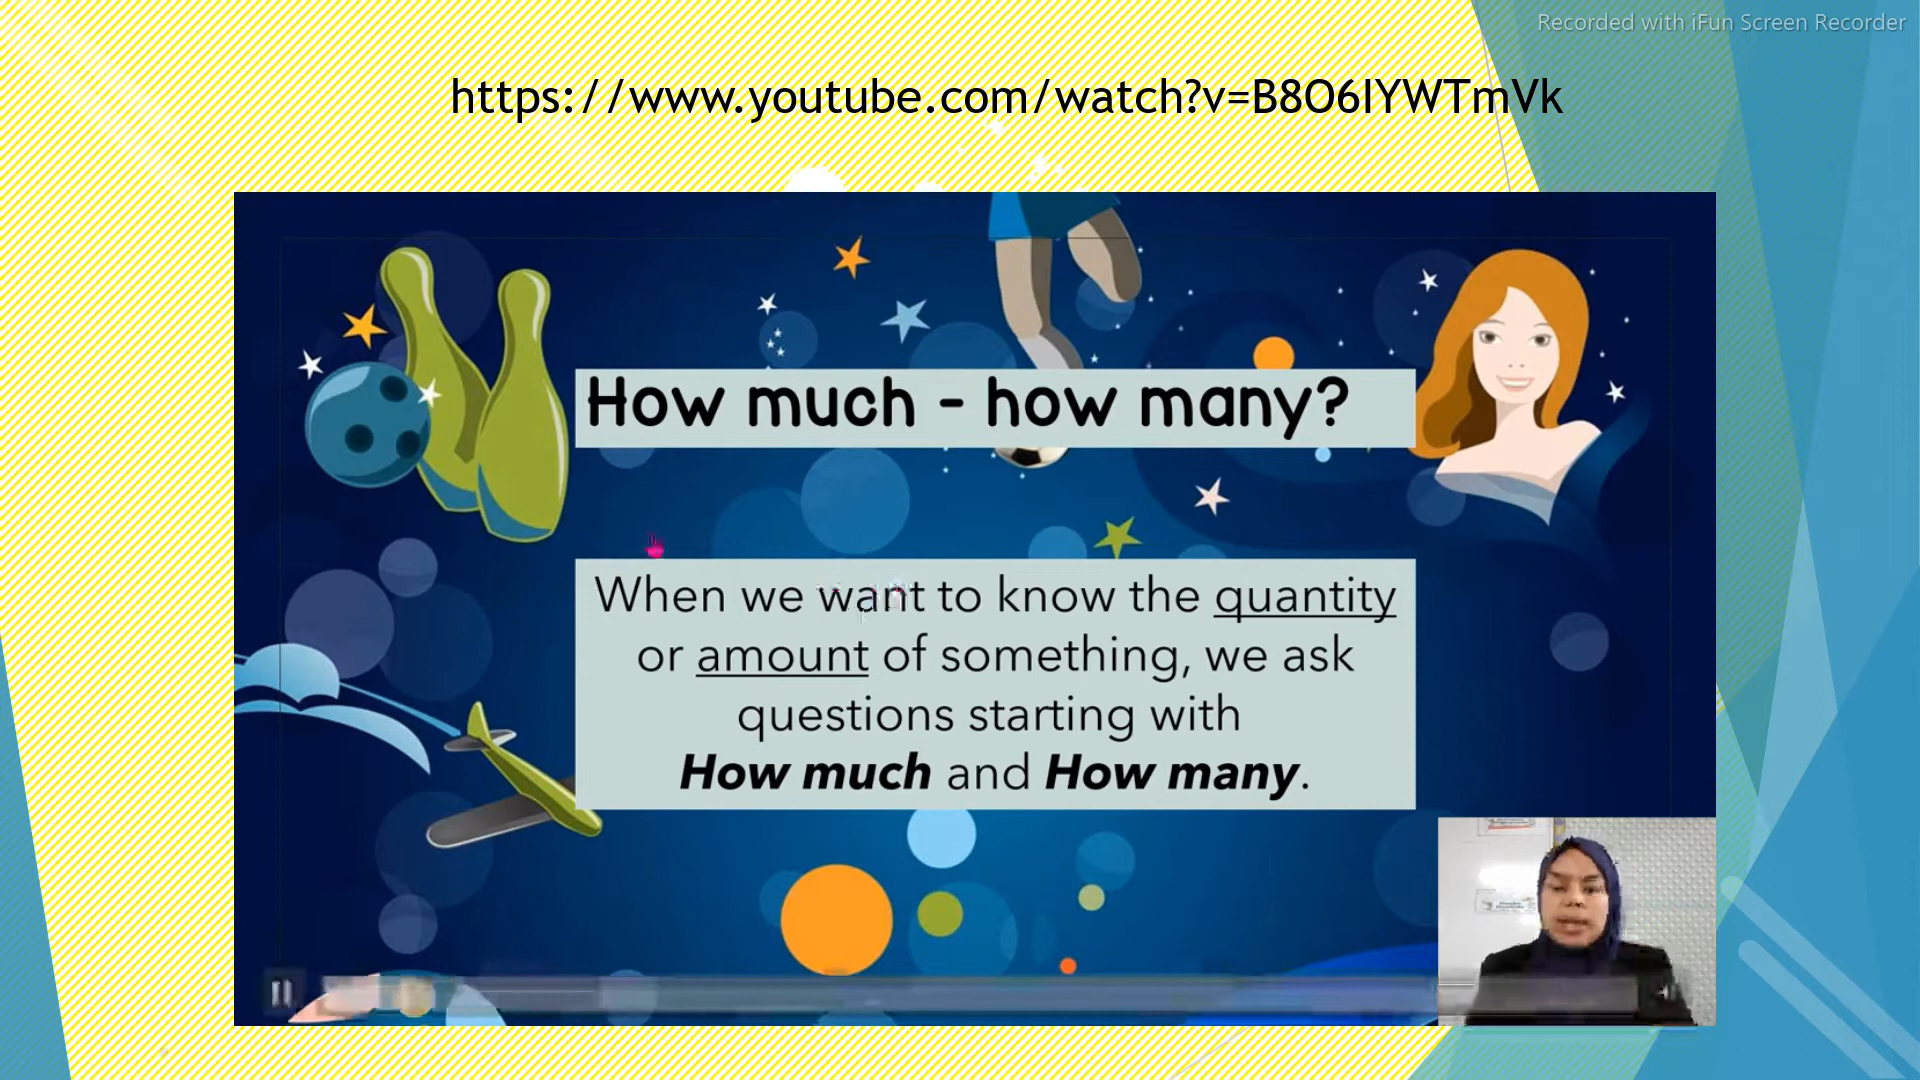 Recorded with iFun Screen Recorder
https://www.youtube.com/watch?v=B8O6IYWTmVk
How much - how many?
When we want to know the quantity
or amount of something, we ask
questions starting with
How much and How many.